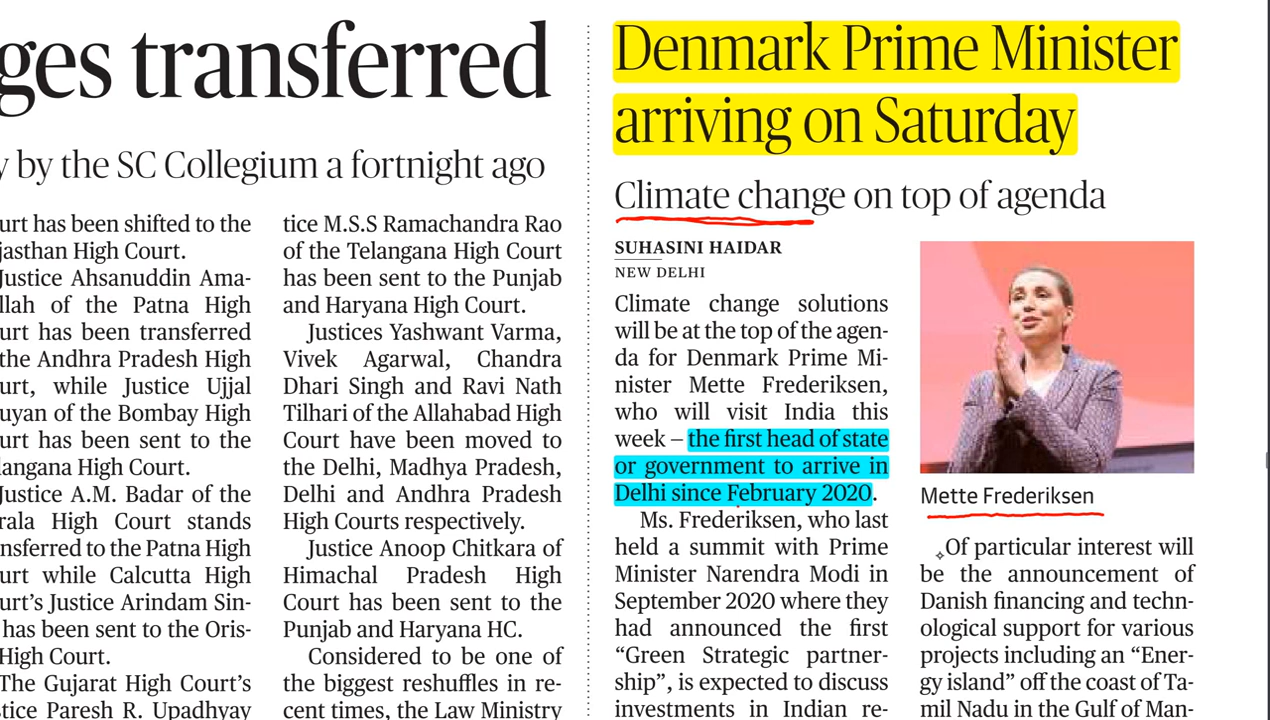 ges transferred
y by the SC Collegium a fortnight ago
urt has been shifted to the
jasthan High Court.
Justice Ahsanuddin Ama-
llah of the Patna High
urt has been transferred
the Andhra Pradesh High
urt, while Justice Ujjal
uyan of the Bombay High
urt has been sent to the
langana High Court.
Justice A.M. Badar of the
rala High Court stands
nsferred to the Patna High
urt while Calcutta High
urt's Justice Arindam Sin-
has been sent to the Oris-
High Court.
The Gujarat High Court's
stice Paresh R. Upadhyay
tice M.S.S Ramachandra Rao
of the Telangana High Court
has been sent to the Punjab
and Haryana High Court.
Justices Yashwant Varma,
Vivek Agarwal, Chandra
Dhari Singh and Ravi Nath
Tilhari of the Allahabad High
Court have been moved to
the Delhi, Madhya Pradesh,
Delhi and Andhra Pradesh
High Courts respectively.
Justice Anoop Chitkara of
Himachal Pradesh High
Court has been sent to the
Punjab and Haryana HC.
Considered to be one of
the biggest reshuffles in re-
cent times, the Law Ministry
Denmark Prime Minister
arriving on Saturday
Climate change on top of agenda
SUHASINI HAIDAR
NEW DELHI
Climate change solutions
will be at the top of the agen-
da for Denmark Prime Mi-
nister Mette Frederiksen,
who will visit India this
week – the first head of state
or government to arrive in
Delhi since February 2020.
Ms. Frederiksen, who last
held a summit with Prime
Minister Narendra Modi in
September 2020 where they
had announced the first
“Green Strategic partner-
ship”, is expected to discuss
investments in Indian re-
Mette Frederiksen
Of particular interest will
be the announcement of
Danish financing and techn-
ological support for various
projects including an “Ener-
gy island” off the coast of Ta-
mil Nadu in the Gulf of Man-